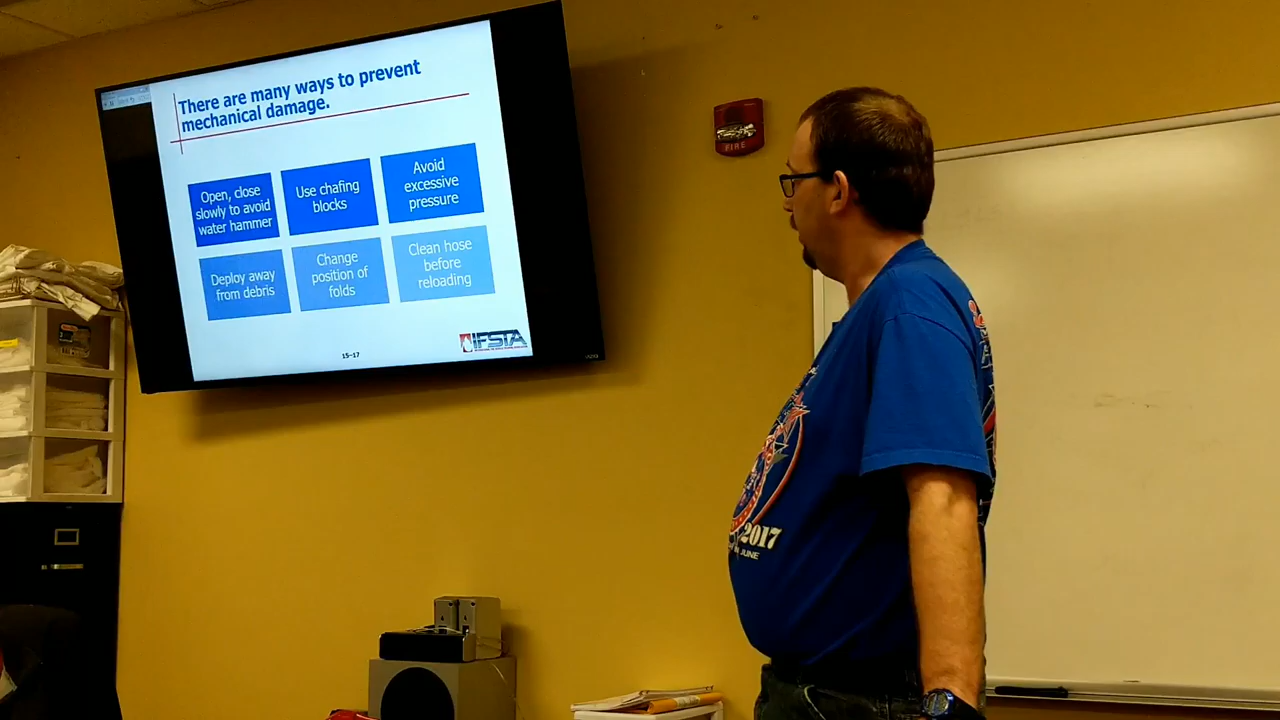 There are many ways to prevent
mechanical damage.
Open, close
slowly to avoid
water hammer
Use chafing
blocks
Avoid
excessive
pressure
Deploy away
from debris
Change
position of
folds
Clean hose
before
reloading
15–17
IFSTA
VIZIO
FIRE
2017
JUNE